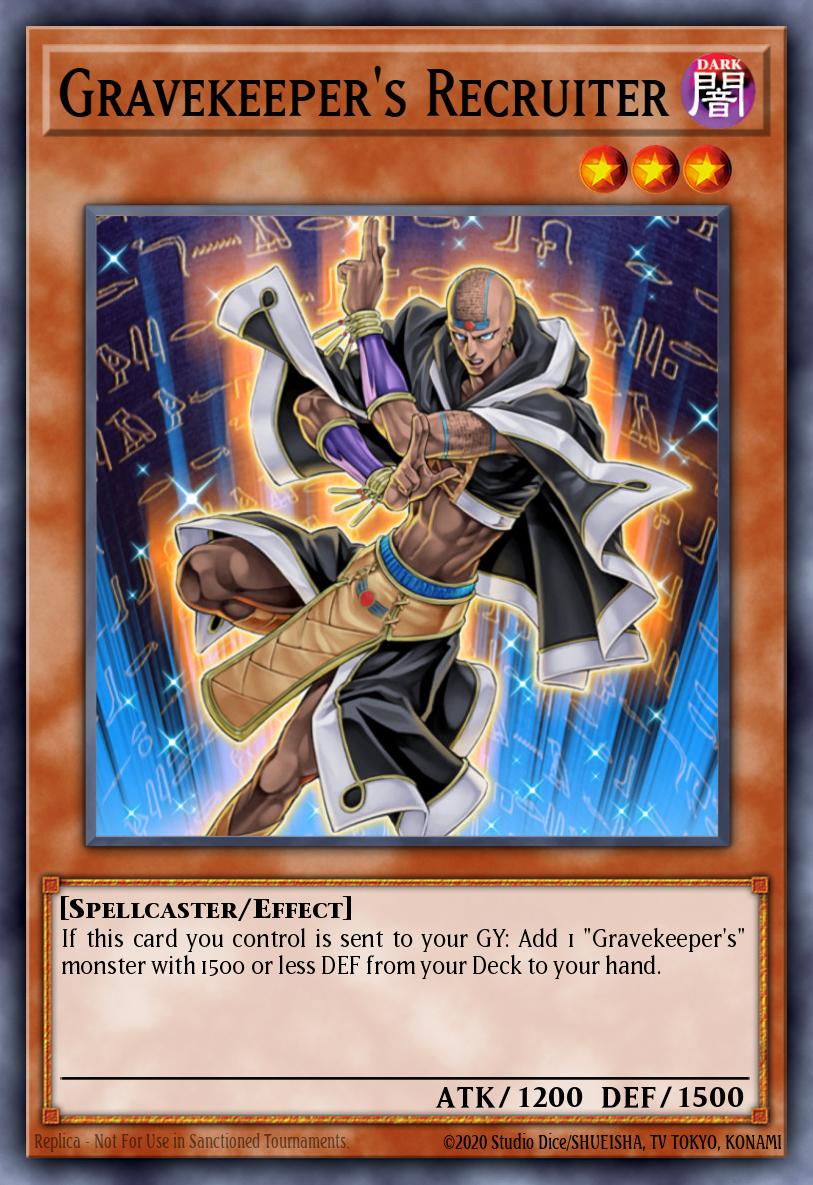 Gravekeeper's Recruiter
DARK
闇
[Spellcaster/Effect]
If this card you control is sent to your GY: Add 1 "Gravekeeper's"
monster with 1500 or less DEF from your Deck to your hand.
ATK/1200 DEF/1500
Replica - Not For Use in Sanctioned Tournaments.
©2020 Studio Dice/SHUEISHA, TV TOKYO, KONAMI